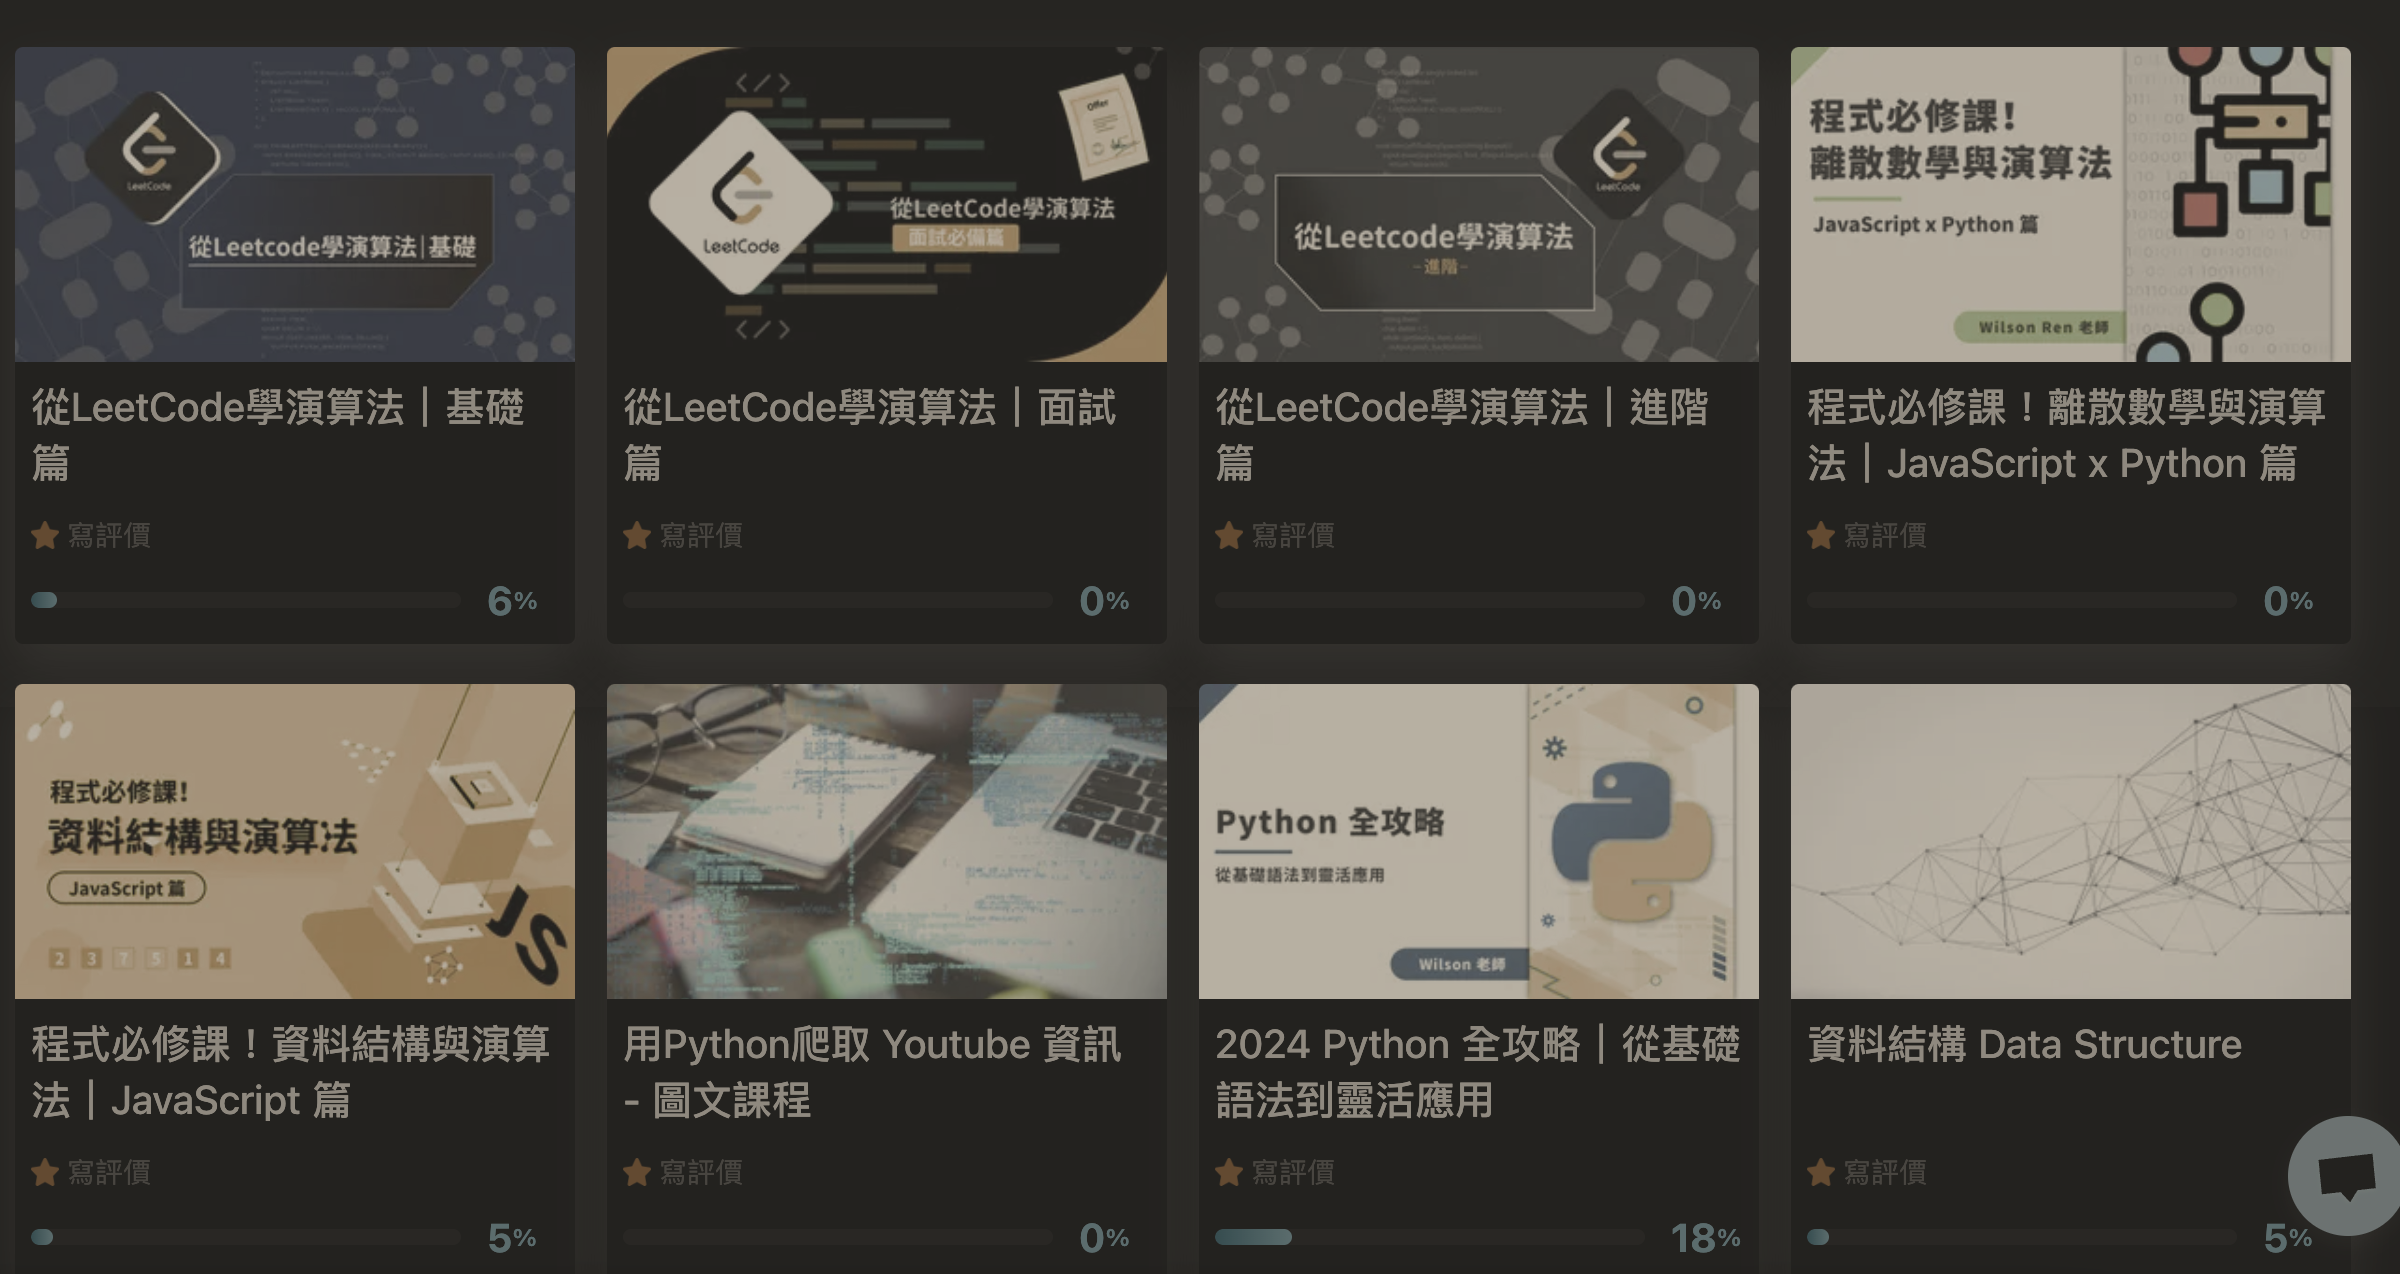 LeetCode
從Leetcode學演算法|基礎
從LeetCode學演算法｜基礎
篇
寫評價
6%
</>
Offer
LeetCode
從LeetCode學演算法
面試必備篇
</>
從LeetCode學演算法｜面試
篇
寫評價
0%
LeetCode
從Leetcode學演算法
-進階-
從LeetCode學演算法｜進階
篇
寫評價
0%
程式必修課!
離散數學與演算法
JavaScript x Python 篇
Wilson Ren 老師
程式必修課！離散數學與演算
法｜JavaScript x Python 篇
寫評價
0%
程式必修課!
資料結構與演算法
JavaScript 篇
2 3 7 5 1 4
JS
程式必修課！資料結構與演算
法｜JavaScript 篇
寫評價
5%
用Python爬取 Youtube 資訊
- 圖文課程
寫評價
0%
Python 全攻略
從基礎語法到靈活應用
Wilson 老師
2024 Python 全攻略｜從基礎
語法到靈活應用
寫評價
18%
資料結構 Data Structure
寫評價
5%